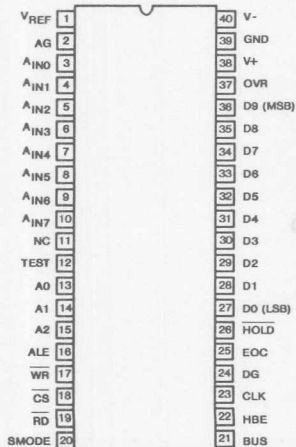 VREF 1 40 V-
AG 2 39 GND
AIN0 3 38 V+
AIN1 4 37 OVR
AIN2 5 36 D9 (MSB)
AIN3 6 35 D8
AIN4 7 34 D7
AIN5 8 33 D6
AIN6 9 32 D5
AIN7 10 31 D4
NC 11 30 D3
TEST 12 29 D2
A0 13 28 D1
A1 14 27 D0 (LSB)
A2 15 26 HOLD
ALE 16 25 EOC
WR 17 24 DG
CS 18 23 CLK
RD 19 22 HBE
SMODE 20 21 BUS